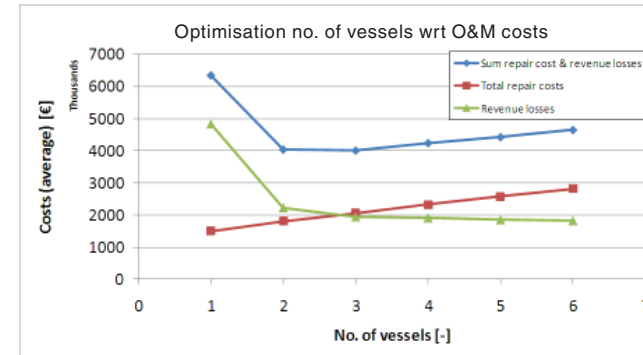 Optimisation no. of vessels wrt O&M costs
Costs (average) [€]
Thousands
7000
6000
5000
4000
3000
2000
1000
0
Sum repair cost & revenue losses
Total repair costs
Revenue losses
0 1 2 3 4 5 6 7
No. of vessels [-]